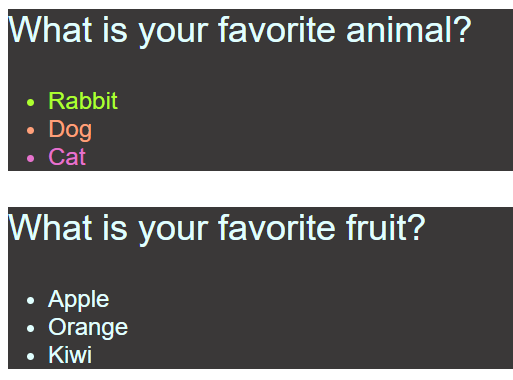 What is your favorite animal?
Rabbit
Dog
Cat
What is your favorite fruit?
Apple
Orange
Kiwi